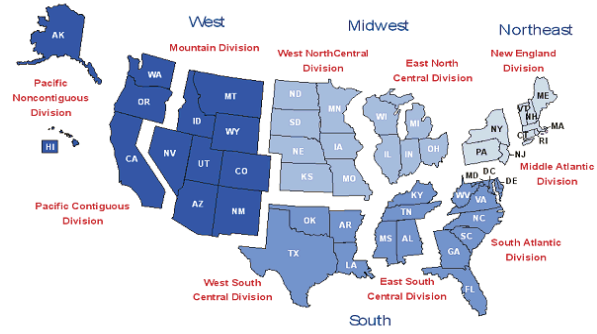 West
Midwest
Northeast
AK
Mountain Division
West NorthCentral
Division
East North
Central Division
New England
Division
Pacific
Noncontiguous
Division
WA
OR
MT
ID
WY
ND
SD
NE
KS
MN
IA
MO
WI
MI
IL
IN
OH
ME
VT
NH
MA
CT
RI
NY
PA
NJ
Middle Atlantic
Division
HI
CA
NV
UT
CO
AZ
NM
Pacific Contiguous
Division
MD
DC
DE
WV
VA
KY
TN
NC
SC
GA
FL
South Atlantic
Division
OK
AR
TX
LA
MS
AL
West South
Central Division
East South
Central Division
South